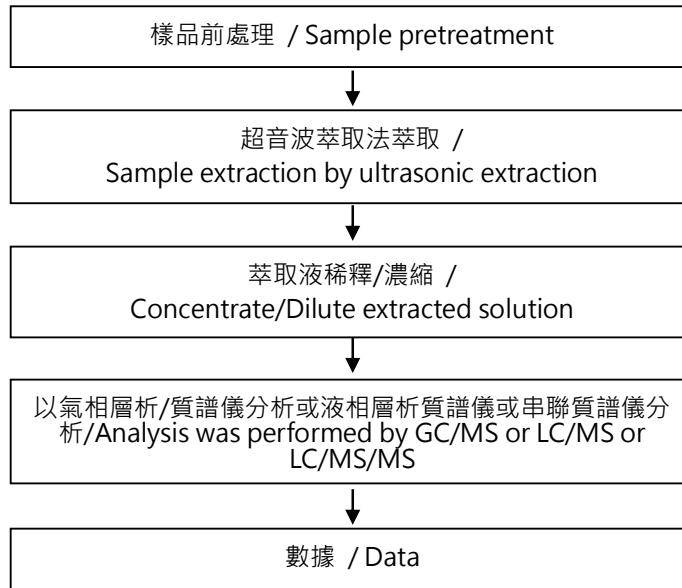 樣品前處理 / Sample pretreatment
超音波萃取法萃取 /
Sample extraction by ultrasonic extraction
萃取液稀釋/濃縮 /
Concentrate/Dilute extracted solution
以氣相層析/質譜儀分析或液相層析質譜儀或串聯質譜儀分
析/Analysis was performed by GC/MS or LC/MS or
LC/MS/MS
數據 / Data